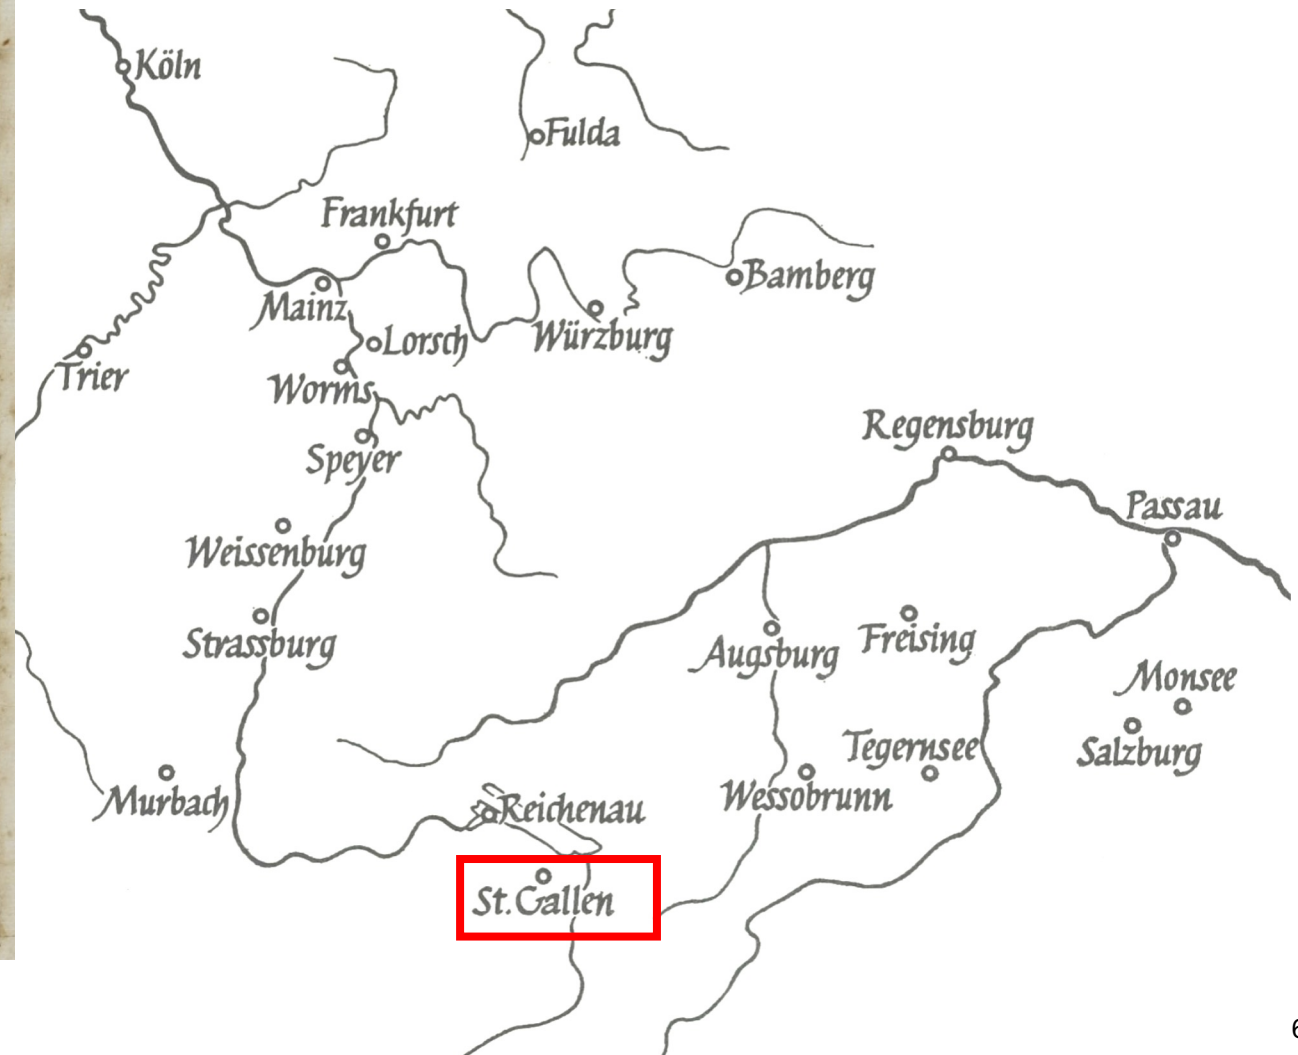 Köln
Fulda
Frankfurt
Bamberg
Mainz
Lorsch
Würzburg
Trier
Worms
Regensburg
Speyer
Passau
Weissenburg
Strassburg
Augsburg
Freising
Monsee
Tegernsee
Salzburg
Murbach
Reichenau
Wessobrunn
St. Gallen